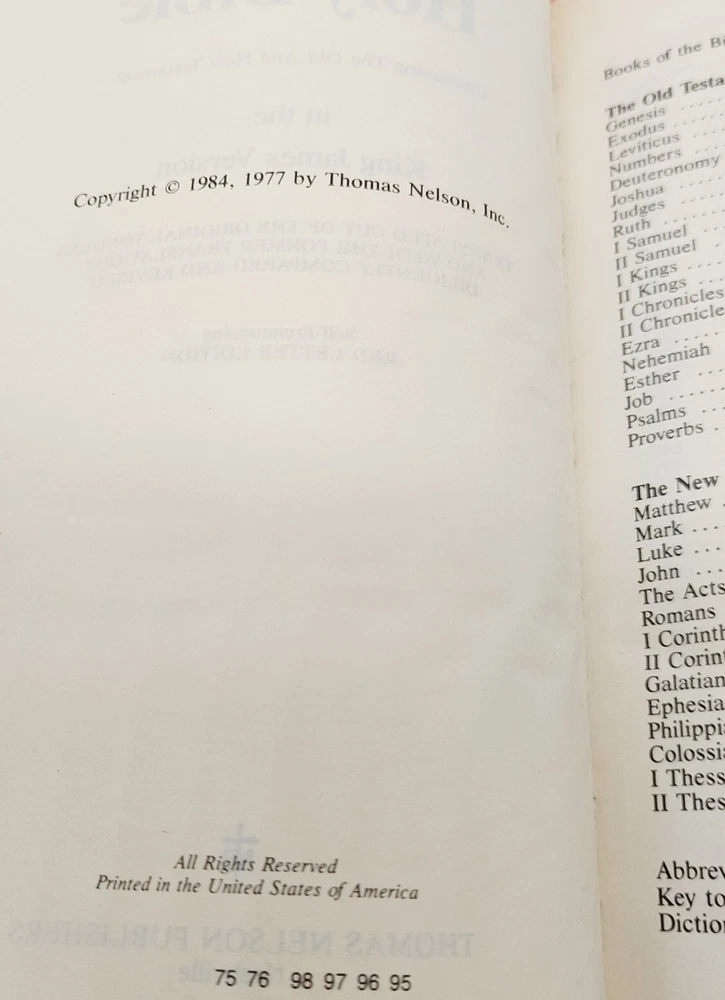 Copyright © 1984, 1977 by Thomas Nelson, Inc.
All Rights Reserved
Printed in the United States of America
75 76 98 97 96 95
Books of the Bi
The Old Testa
Genesis .....
Exodus ......
Leviticus ....
Numbers ...
Deuteronomy
Joshua .....
Judges ....
Ruth ......
I Samuel ....
II Samuel ...
I Kings ...
II Kings ...
I Chronicles
II Chronicle
Ezra .....
Nehemiah
Esther ...
Job ......
Psalms ...
Proverbs .
The New
Matthew .
Mark ...
Luke ...
John ...
The Acts
Romans
I Corinth
II Corint
Galatian
Ephesia
Philippi
Colossi
I Thess
II Thes
Abbrev
Key to
Diction